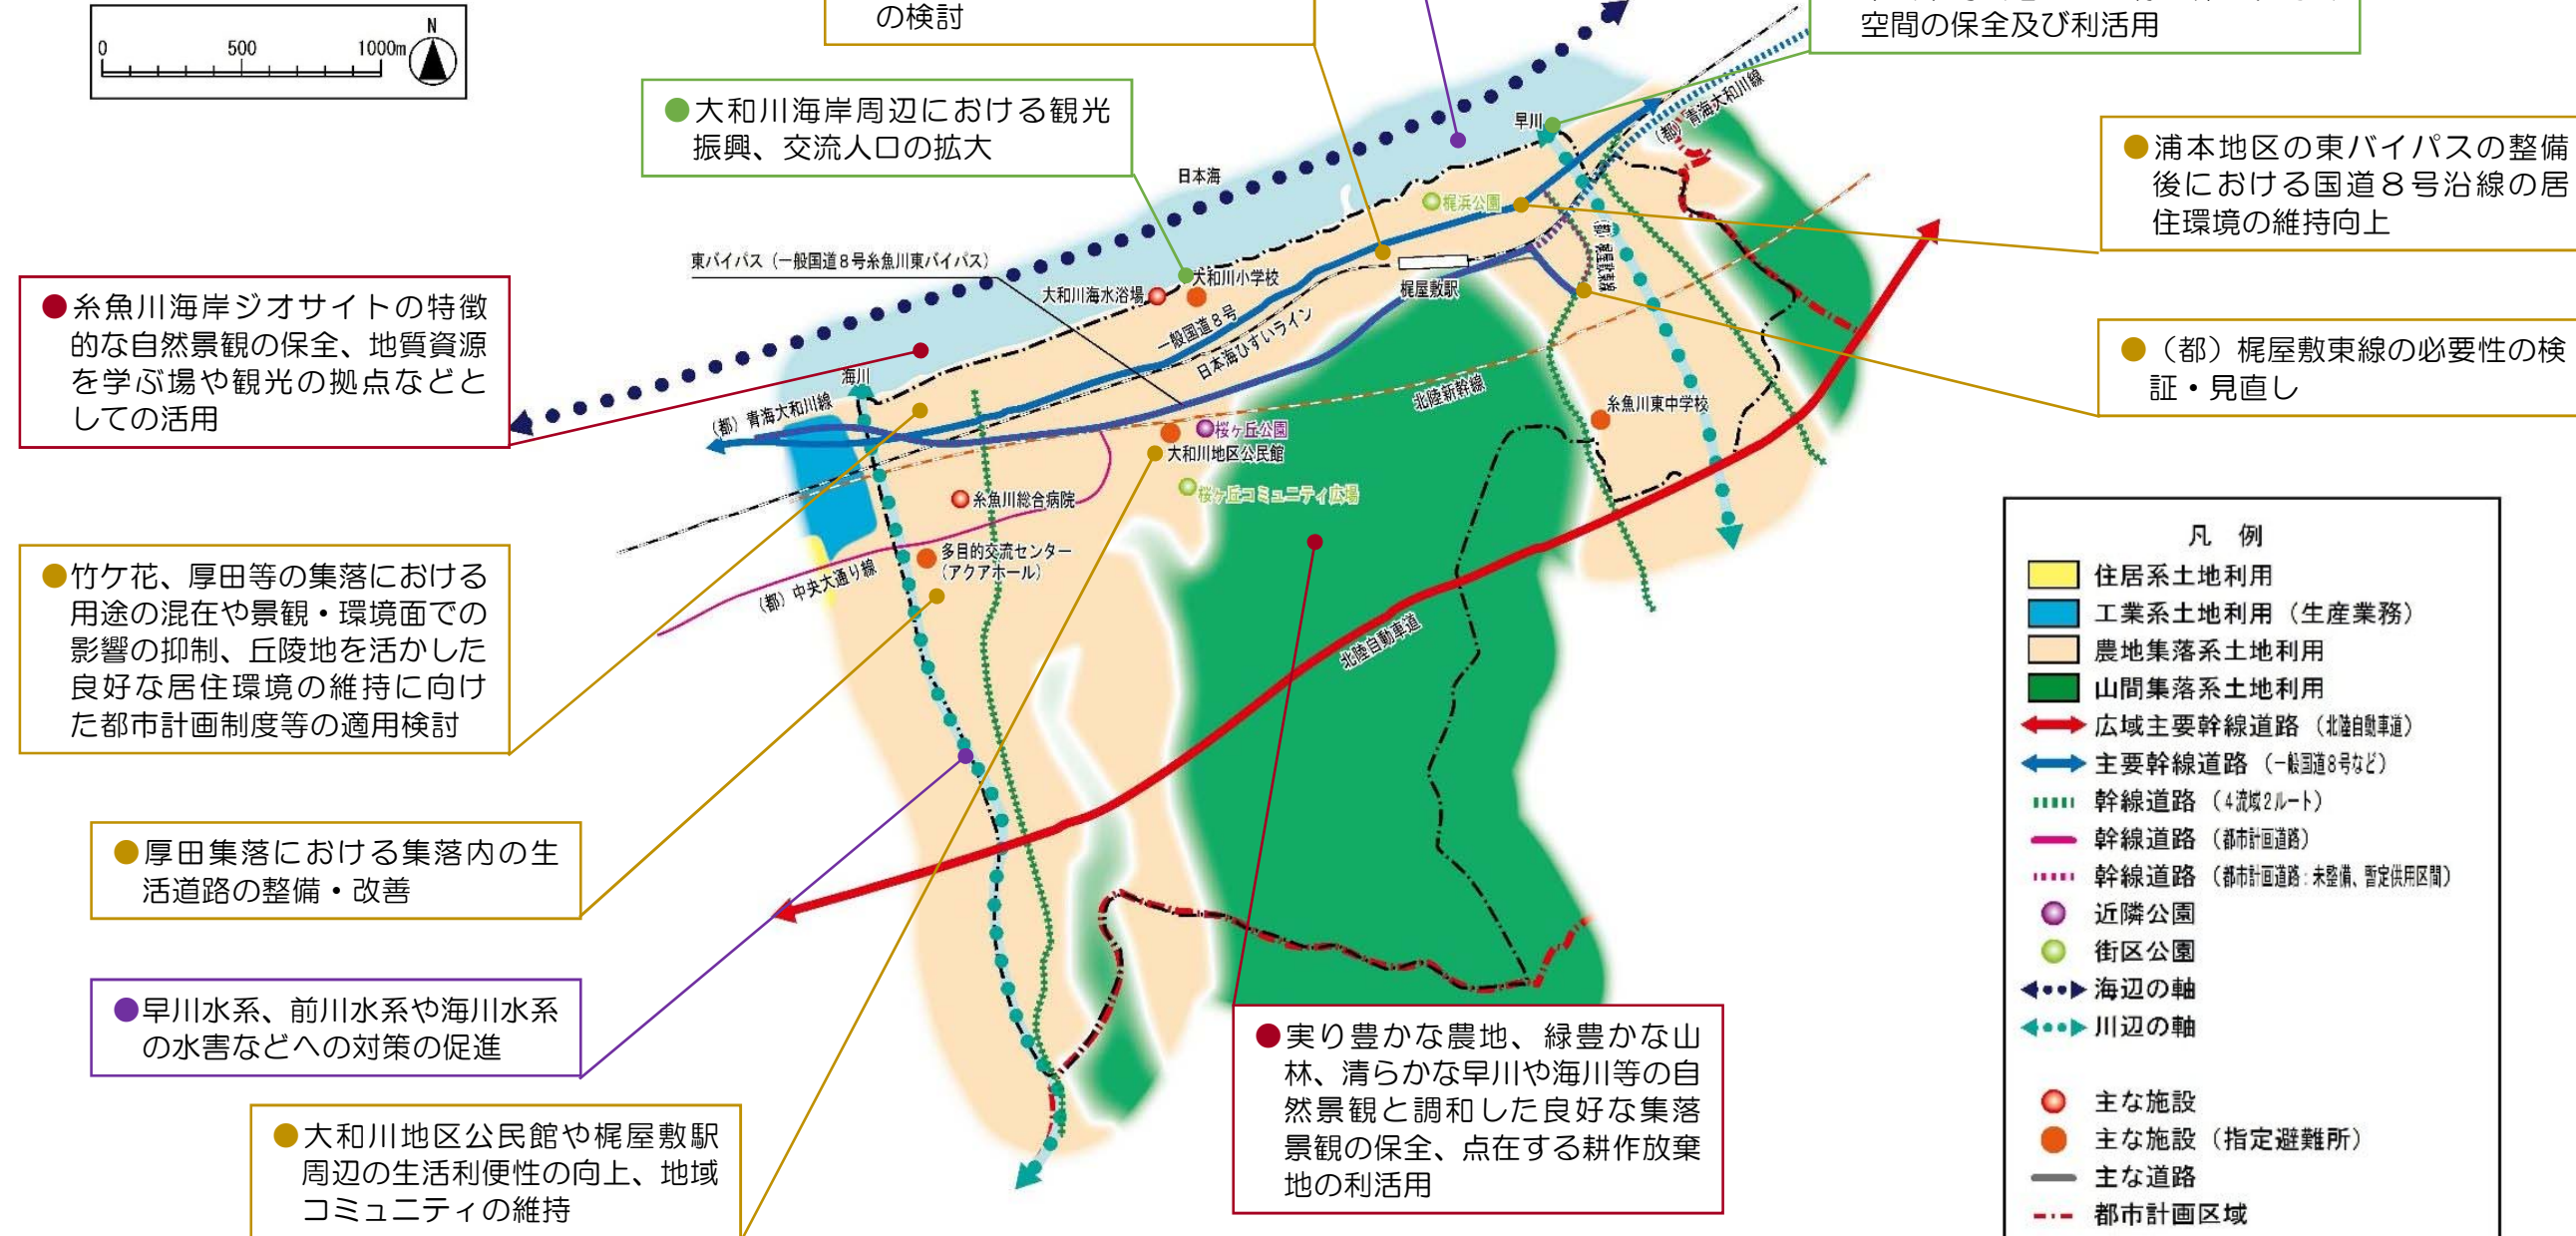 の検討
空間の保全及び利活用
N
0 500 1000m
●大和川海岸周辺における観光
振興、交流人口の拡大
●浦本地区の東バイパスの整備
後における国道8号沿線の居
住環境の維持向上
●（都）梶屋敷東線の必要性の検
証・見直し
●糸魚川海岸ジオサイトの特徴
的な自然景観の保全、地質資源
を学ぶ場や観光の拠点などと
しての活用
●竹ケ花、厚田等の集落における
用途の混在や景観・環境面での
影響の抑制、丘陵地を活かした
良好な居住環境の維持に向け
た都市計画制度等の適用検討
●厚田集落における集落内の生
活道路の整備・改善
●早川水系、前川水系や海川水系
の水害などへの対策の促進
●大和川地区公民館や梶屋敷駅
周辺の生活利便性の向上、地域
コミュニティの維持
●実り豊かな農地、緑豊かな山
林、清らかな早川や海川等の自
然景観と調和した良好な集落
景観の保全、点在する耕作放棄
地の利活用
早川
（都）青海大和川線
日本海
梶浜公園
（都）梶屋敷東線
東バイパス（一般国道8号糸魚川東バイパス）
大和川小学校
大和川海水浴場
梶屋敷駅
一般国道8号
日本海ひすいライン
海川
（都）青海大和川線
北陸新幹線
糸魚川東中学校
桜ヶ丘公園
大和川地区公民館
桜ヶ丘コミュニティ広場
糸魚川総合病院
多目的交流センター
（アクアホール）
（都）中央大通り線
北陸自動車道
凡 例
住居系土地利用
工業系土地利用（生産業務）
農地集落系土地利用
山間集落系土地利用
広域主要幹線道路（北陸自動車道）
主要幹線道路（一般国道8号など）
幹線道路（4流域2ルート）
幹線道路（都市計画道路）
幹線道路（都市計画道路：未整備、暫定供用区間）
近隣公園
街区公園
海辺の軸
川辺の軸
主な施設
主な施設（指定避難所）
主な道路
都市計画区域